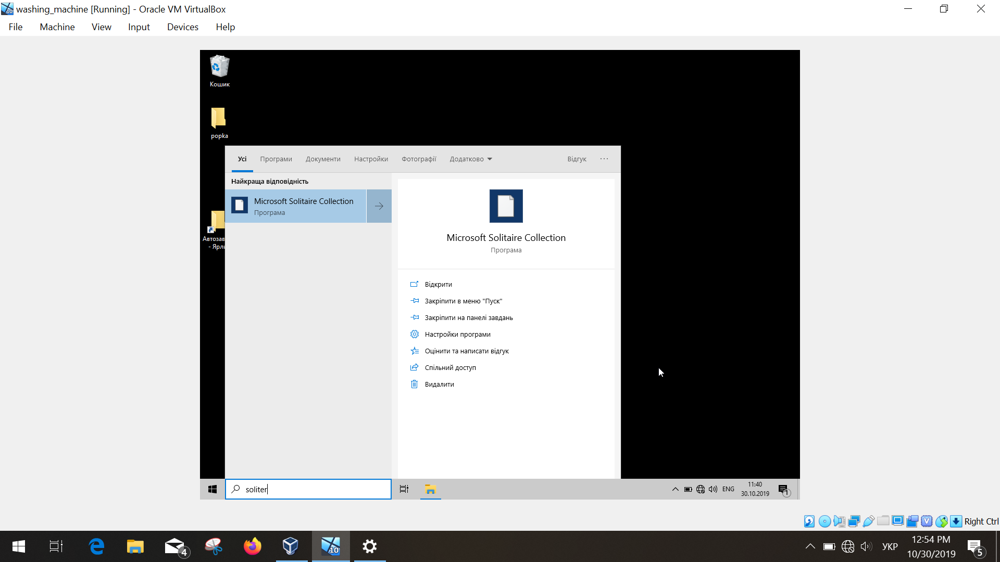 washing_machine [Running] - Oracle VM VirtualBox
File Machine View Input Devices Help
Кошик
popka
Усі Програми Документи Настройки Фотографії Додатково Відгук ...
Найкраща відповідність
Microsoft Solitaire Collection
Програма
Microsoft Solitaire Collection
Програма
Автозав
- Ярли
Відкрити
Закріпити в меню "Пуск"
Закріпити на панелі завдань
Настройки програми
Оцінити та написати відгук
Спільний доступ
Видалити
soliter
ENG
11:40
30.10.2019
1
Right Ctrl
4
10
УКР
12:54 PM
10/30/2019
5